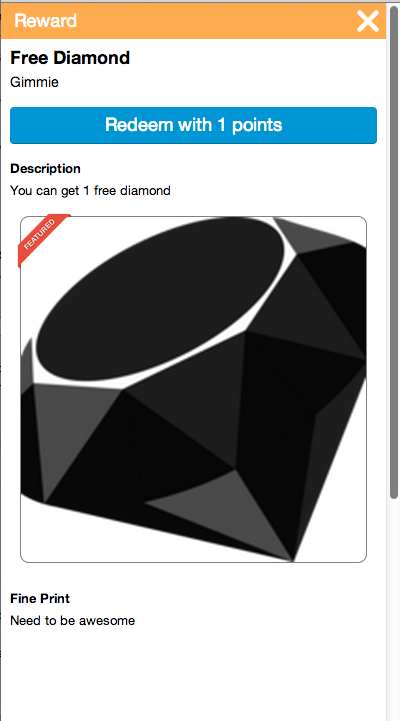 Reward
Free Diamond
Gimmie
Redeem with 1 points
Description
You can get 1 free diamond
FEATURED
Fine Print
Need to be awesome